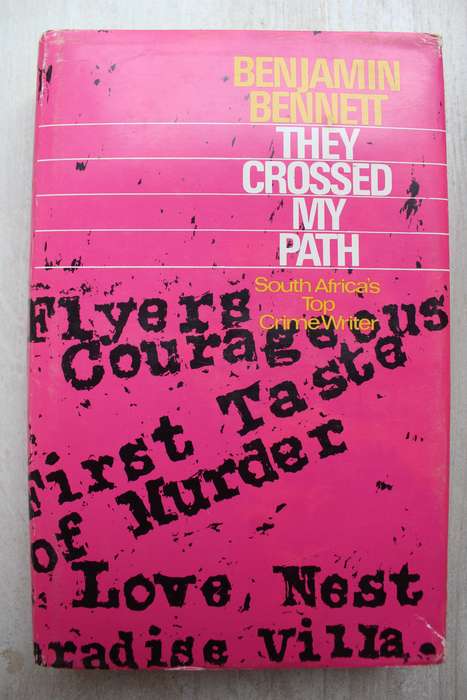 BENJAMIN
BENNETT
THEY
CROSSED
MY
PATH
South Africa's
Top
Crime Writer
Flyers
Courageous
First Taste
of Murder
Love Nest
aradise Villa.